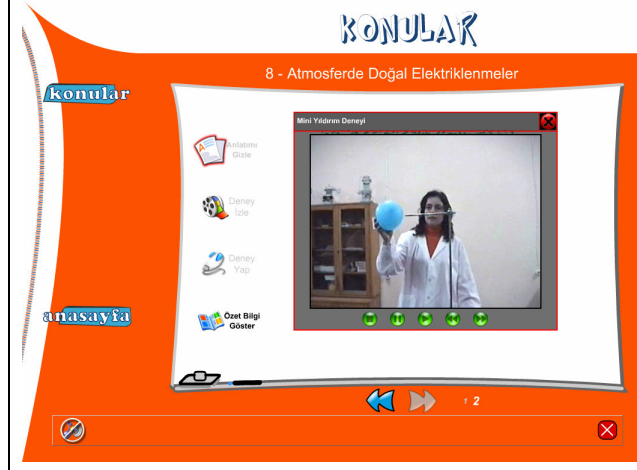 KONULAR
8 - Atmosferde Doğal Elektriklenmeler
konular
Mini Yıldırım Deneyi
Anlatımı
Gizle
Deney
İzle
Deney
Yap
Özet Bilgi
Göster
anasayfa
1 2